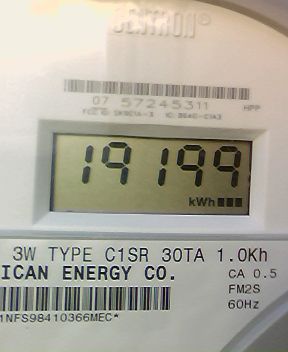 07 57245311 HPP
19199
kWh
3W TYPE C1SR 30TA 1.0Kh
ICAN ENERGY CO.
CA 0.5
FM2S
60Hz
1NFS98410366MEC*